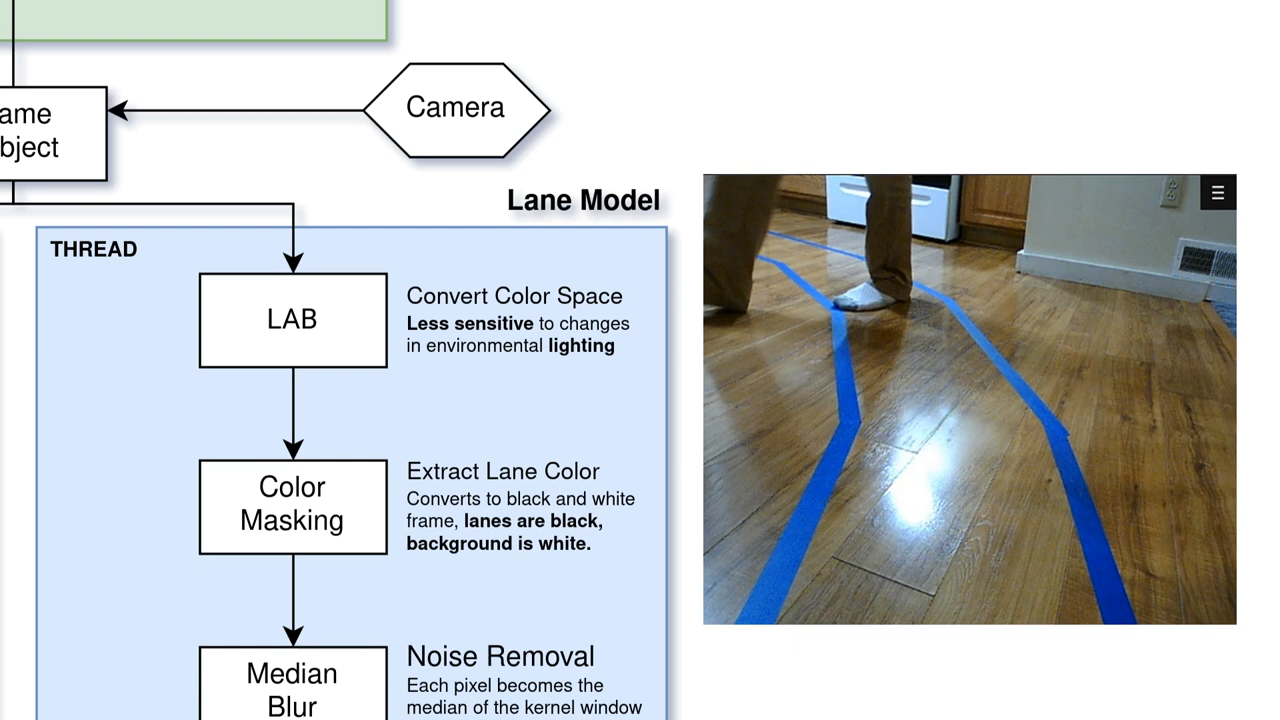 Camera
ame
bject
Lane Model
THREAD
LAB
Convert Color Space
Less sensitive to changes
in environmental lighting
Color
Masking
Extract Lane Color
Converts to black and white
frame, lanes are black,
background is white.
Median
Blur
Noise Removal
Each pixel becomes the
median of the kernel window